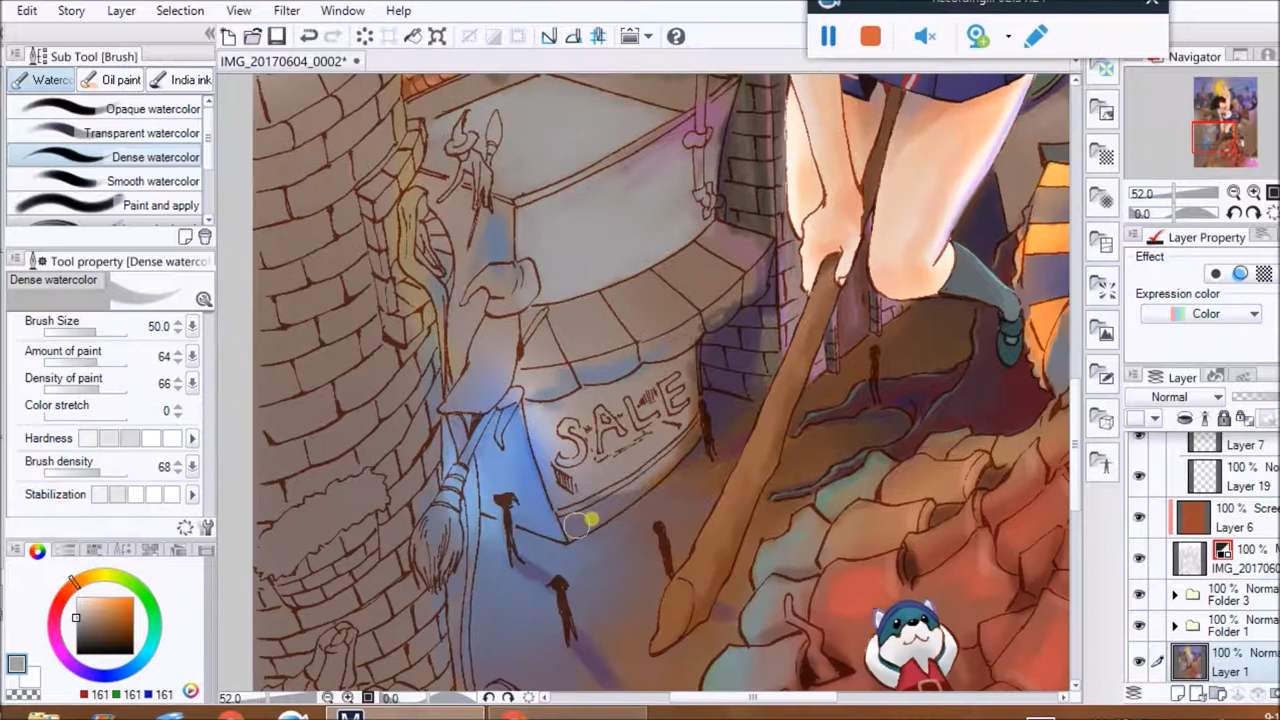 Edit Story Layer Selection View Filter Window Help
Sub Tool [Brush]
IMG_20170604_0002*
Navigator
Waterc Oil paint India ink
Opaque watercolor
Transparent watercolor
Dense watercolor
Smooth watercolor
Paint and apply
52.0
0.0
Layer Property
Tool property [Dense watercol
Effect
Dense watercolor
Expression color
Color
Brush Size 50.0
Amount of paint 64
Density of paint 66
Layer
Color stretch 0
Normal
Hardness
Brush density 68
Stabilization
SALE
Layer 7
100 % No
Layer 19
100 % Scre
Layer 6
100 %
IMG_201706
100 % Norma
Folder 3
100 % Norma
Folder 1
100 % Norma
Layer 1
161 161 161
52.0 0.0